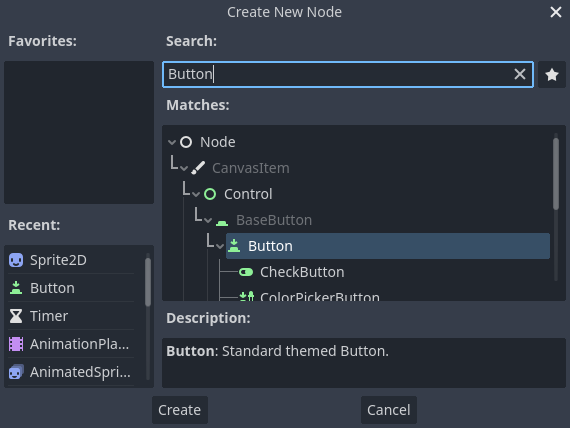 Create New Node
Favorites:
Search:
Button
Matches:
Node
CanvasItem
Control
BaseButton
Button
CheckButton
ColorPickerButton
Recent:
Sprite2D
Button
Timer
AnimationPla...
AnimatedSpri...
Description:
Button: Standard themed Button.
Create
Cancel